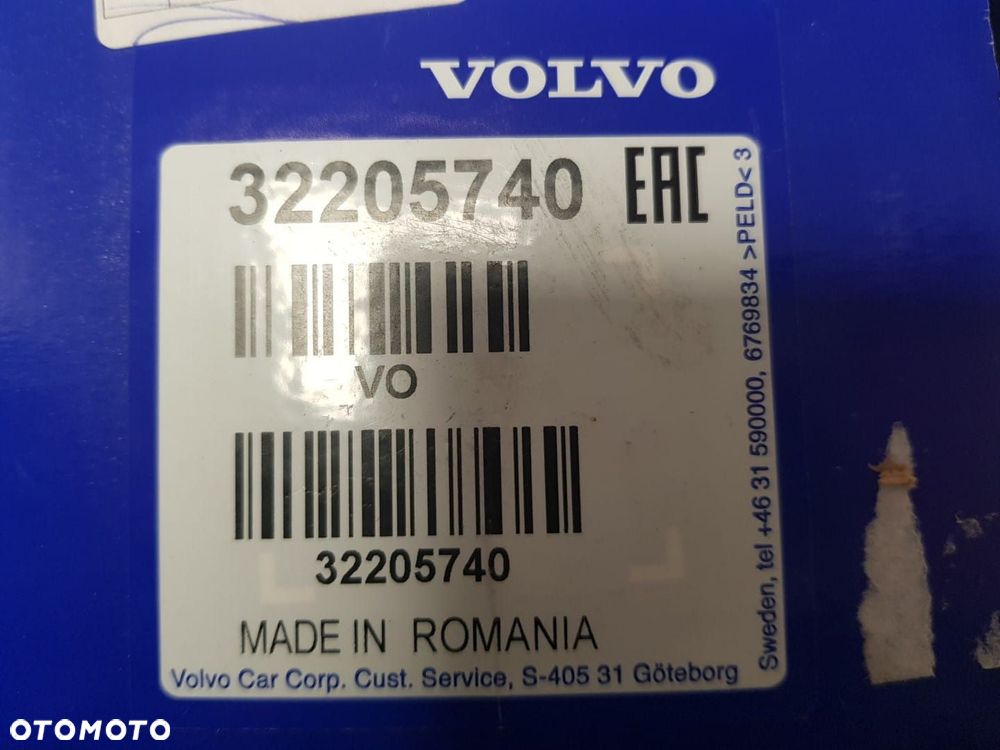 VOLVO
32205740 EAC
VO
32205740
MADE IN ROMANIA
Volvo Car Corp. Cust. Service, S-405 31 Göteborg
Sweden, tel +46 31 590000, 6769834 >PELD< 3
OTOMOTO